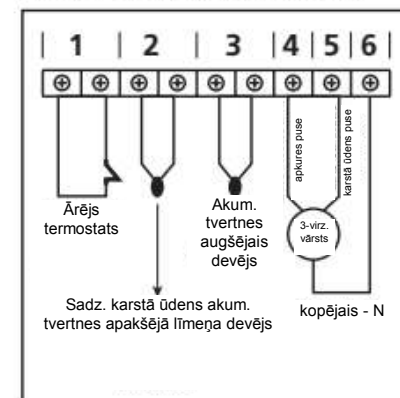 1 2 3 4 5 6
apkures puse
karstā ūdens puse
Ārējs
termostats
Akum.
tvertnes
augšējais
devējs
3-virz.
vārsts
Sadz. karstā ūdens akum.
tvertnes apakšējā līmeņa devējs
kopējais - N